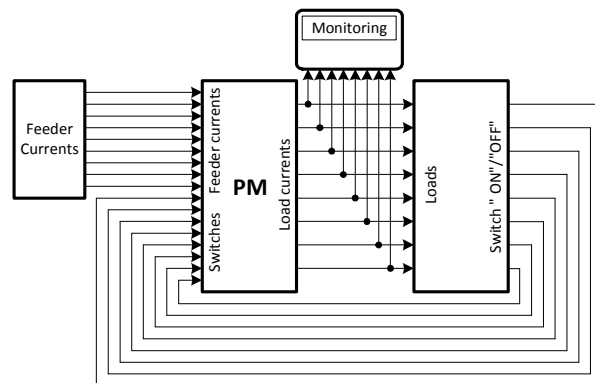 Monitoring
Feeder
Currents
Feeder currents
Switches
PM
Load currents
Loads
Switch " ON"/"OFF"